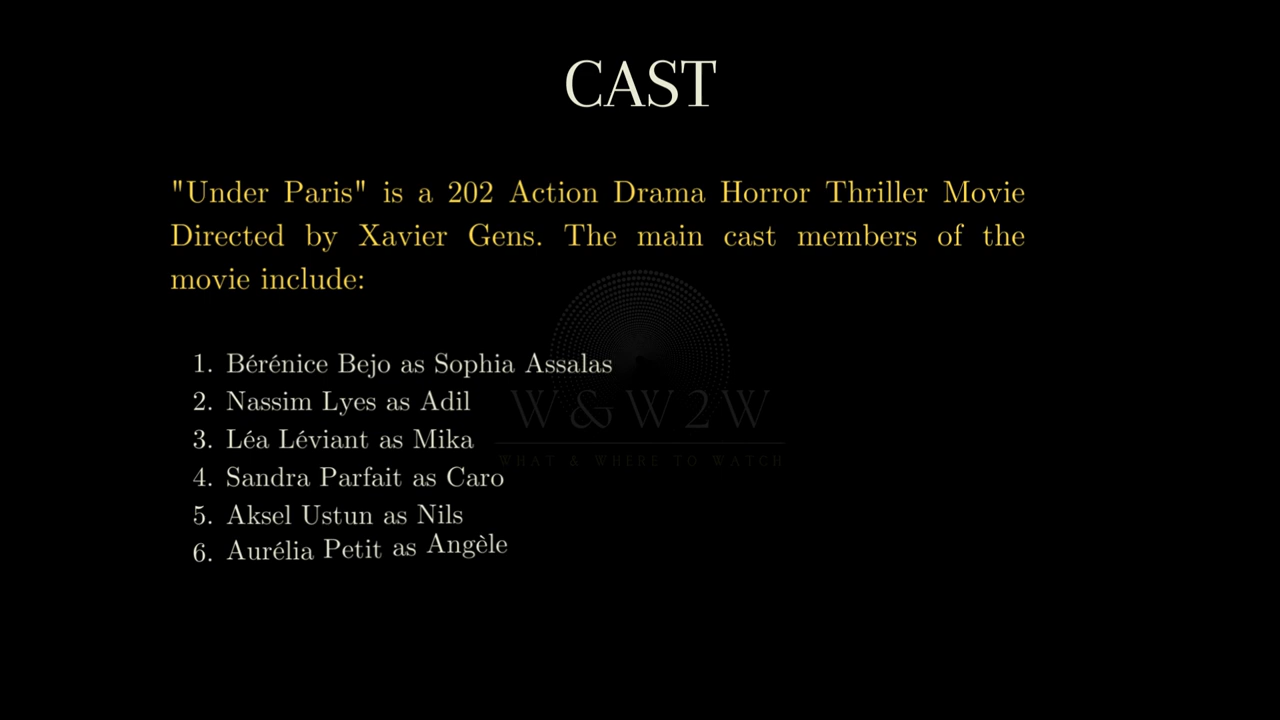 CAST
"Under Paris" is a 202 Action Drama Horror Thriller Movie
Directed by Xavier Gens. The main cast members of the
movie include:
1. Bérénice Bejo as Sophia Assalas
2. Nassim Lyes as Adil
W&W2W
3. Léa Léviant as Mika
WHAT & WHERE TO WATCH
4. Sandra Parfait as Caro
5. Aksel Ustun as Nils
6. Aurélia Petit as Angèle